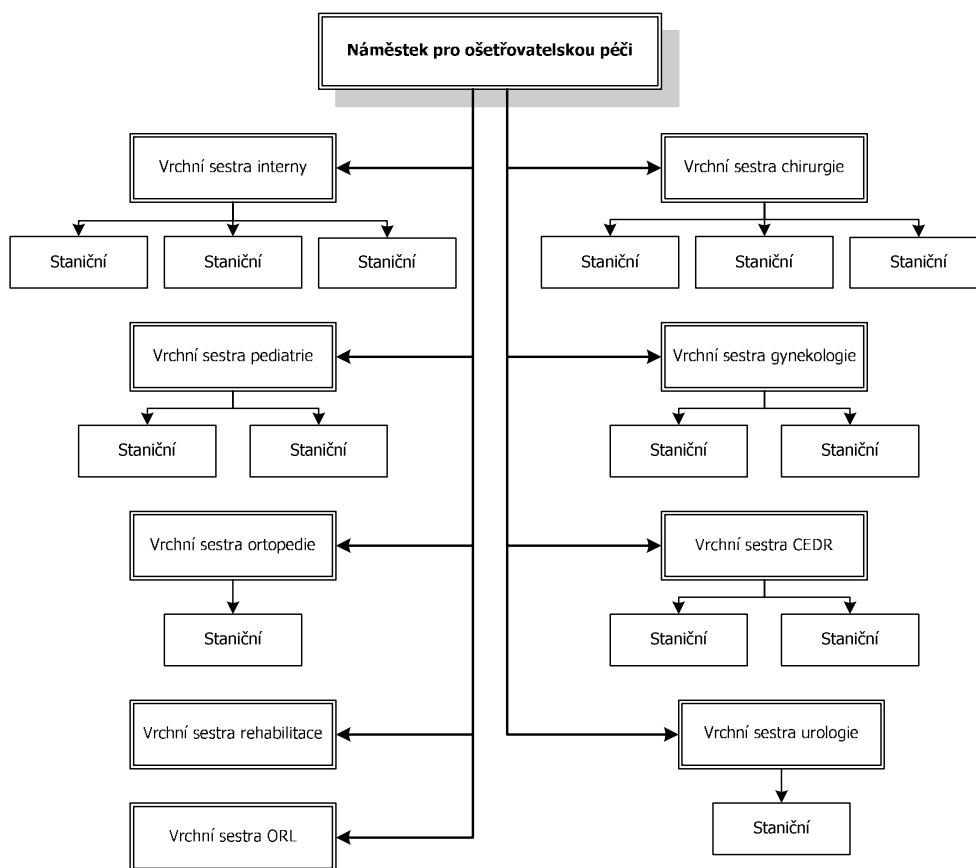 Náměstek pro ošetřovatelskou péči
Vrchní sestra interny
Vrchní sestra chirurgie
Staniční
Staniční
Staniční
Staniční
Staniční
Staniční
Vrchní sestra pediatrie
Vrchní sestra gynekologie
Staniční
Staniční
Staniční
Staniční
Vrchní sestra ortopedie
Vrchní sestra CEDR
Staniční
Staniční
Staniční
Vrchní sestra rehabilitace
Vrchní sestra urologie
Staniční
Vrchní sestra ORL